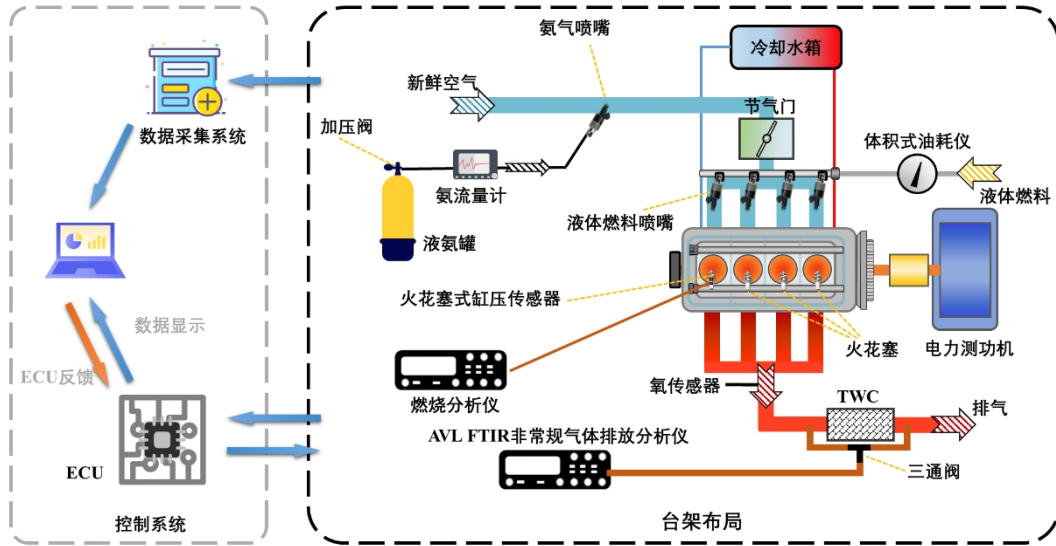 数据采集系统
数据显示
ECU反馈
ECU
控制系统
氨气喷嘴
冷却水箱
新鲜空气
节气门
加压阀
体积式油耗仪
氨流量计
液体燃料喷嘴
液体燃料
液氨罐
火花塞式缸压传感器
火花塞
电力测功机
氧传感器
燃烧分析仪
TWC
排气
AVL FTIR非常规气体排放分析仪
三通阀
台架布局